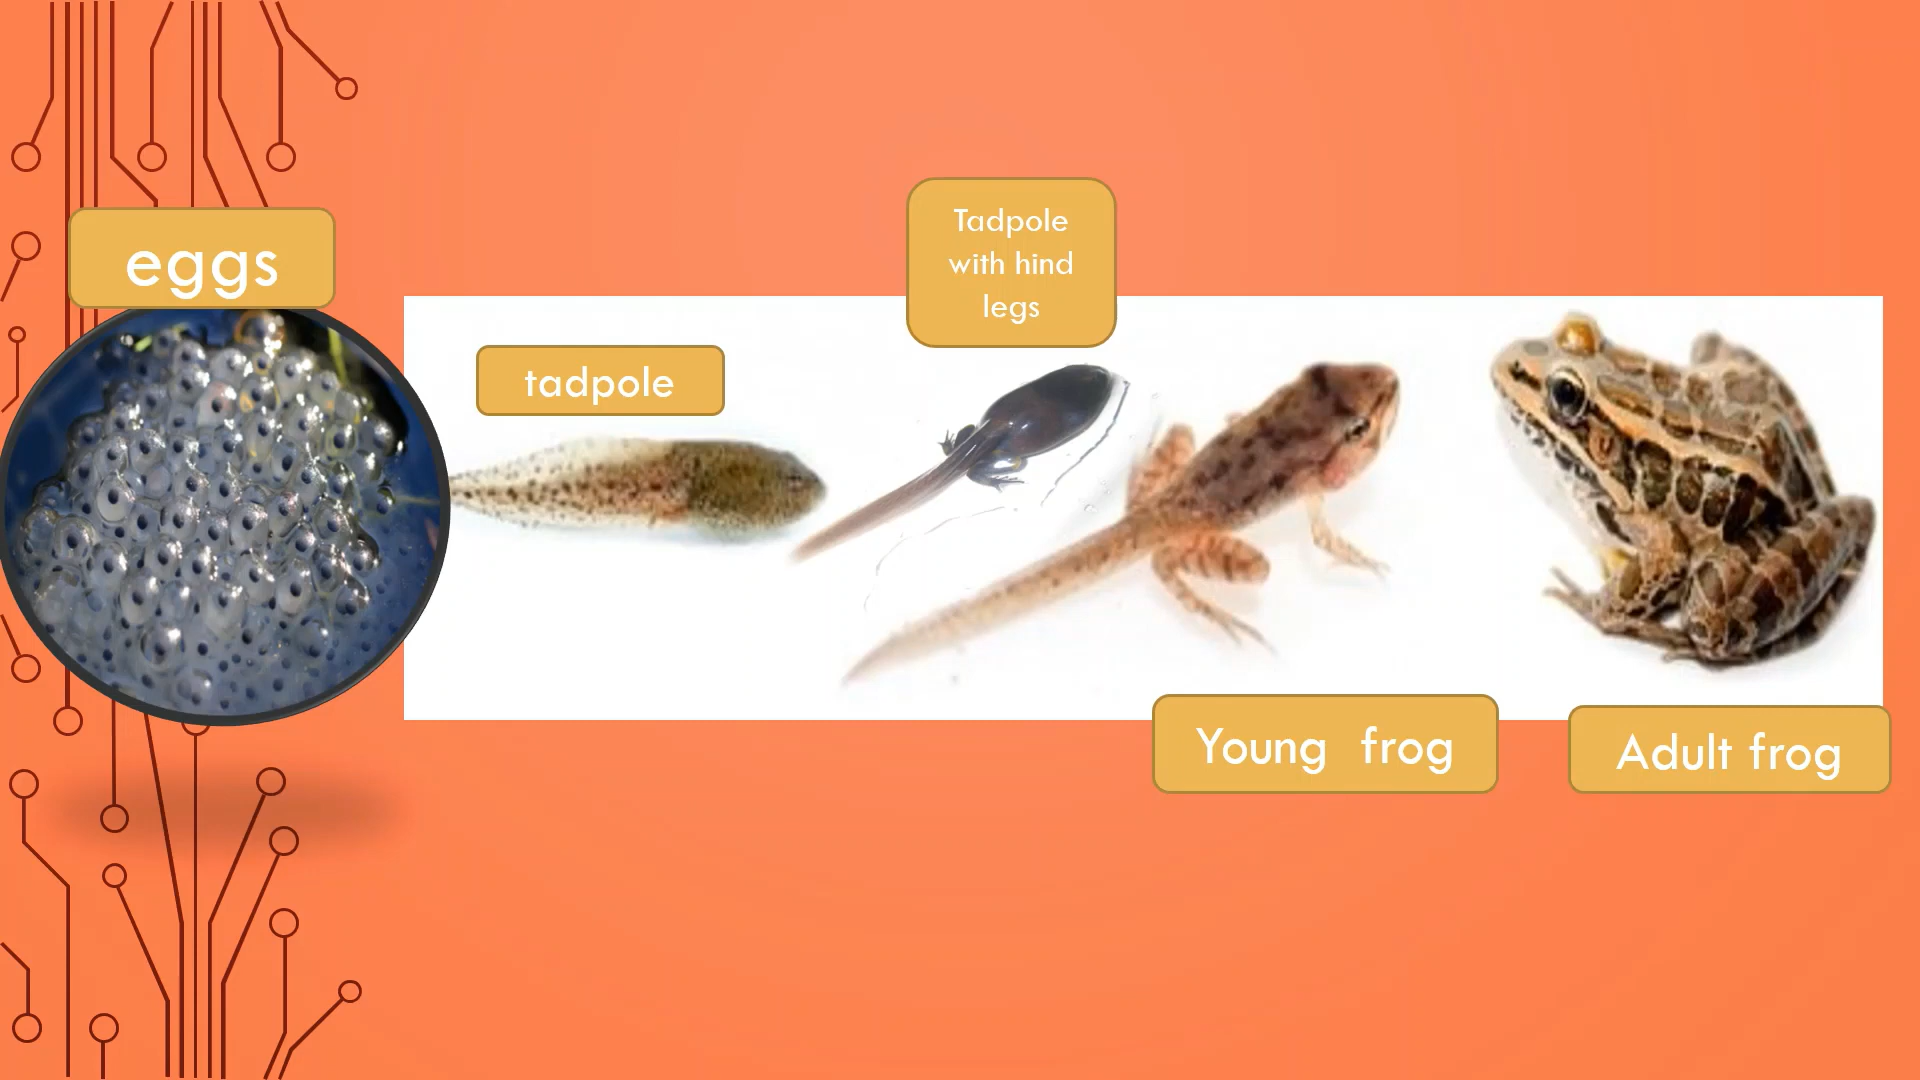 eggs
tadpole
Tadpole
with hind
legs
Young frog
Adult frog